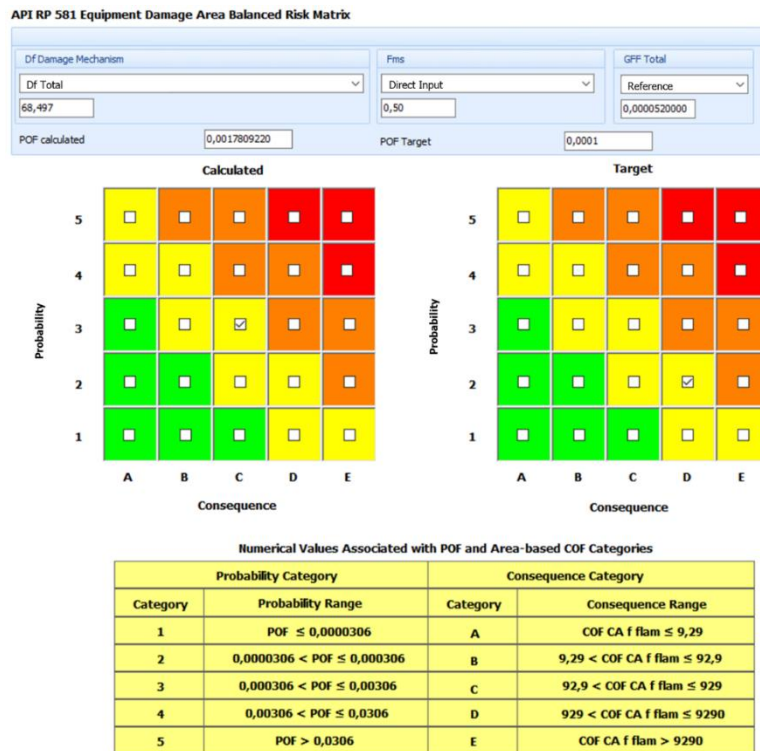 API RP 581 Equipment Damage Area Balanced Risk Matrix
Df Damage Mechanism
Fms
GFF Total
Df Total
Direct Input
Reference
68,497
0,50
0,0000520000
POF calculated
0,0017809220
POF Target
0,0001
Calculated
Target
5
5
4
4
Probability
3
Probability
3
2
2
1
1
A B C D E
A B C D E
Consequence
Consequence
Numerical Values Associated with POF and Area-based COF Categories
Probability Category Consequence Category
Category Probability Range Category Consequence Range
1 POF ≤ 0,0000306 A COF CA f flam ≤ 9,29
2 0,0000306 < POF ≤ 0,000306 B 9,29 < COF CA f flam ≤ 92,9
3 0,000306 < POF ≤ 0,00306 C 92,9 < COF CA f flam ≤ 929
4 0,00306 < POF ≤ 0,0306 D 929 < COF CA f flam ≤ 9290
5 POF > 0,0306 E COF CA f flam > 9290